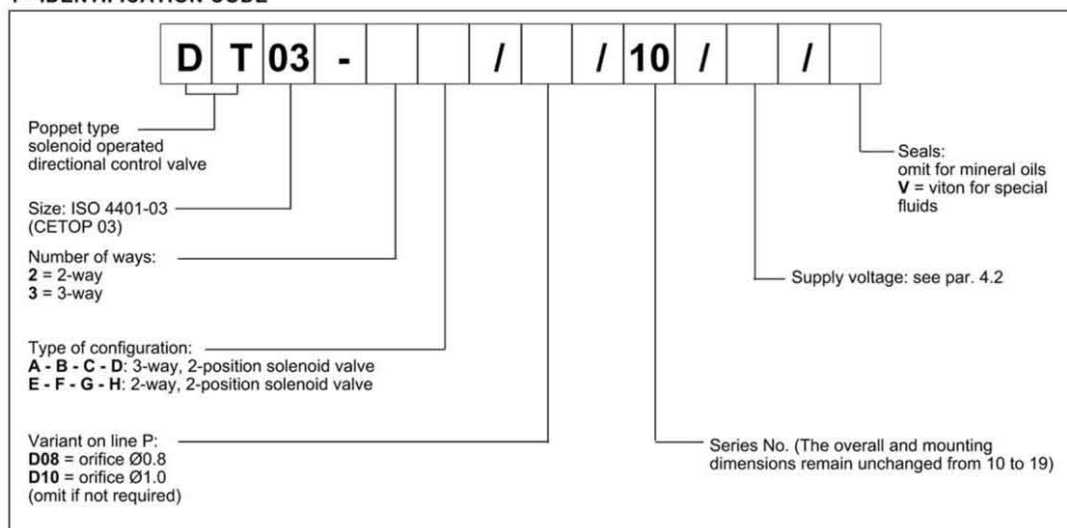 D T 03 - / / 10 / /
Poppet type
solenoid operated
directional control valve
Size: ISO 4401-03
(CETOP 03)
Number of ways:
2 = 2-way
3 = 3-way
Type of configuration:
A - B - C - D: 3-way, 2-position solenoid valve
E - F - G - H: 2-way, 2-position solenoid valve
Variant on line P:
D08 = orifice Ø0.8
D10 = orifice Ø1.0
(omit if not required)
Seals:
omit for mineral oils
V = viton for special
fluids
Supply voltage: see par. 4.2
Series No. (The overall and mounting
dimensions remain unchanged from 10 to 19)